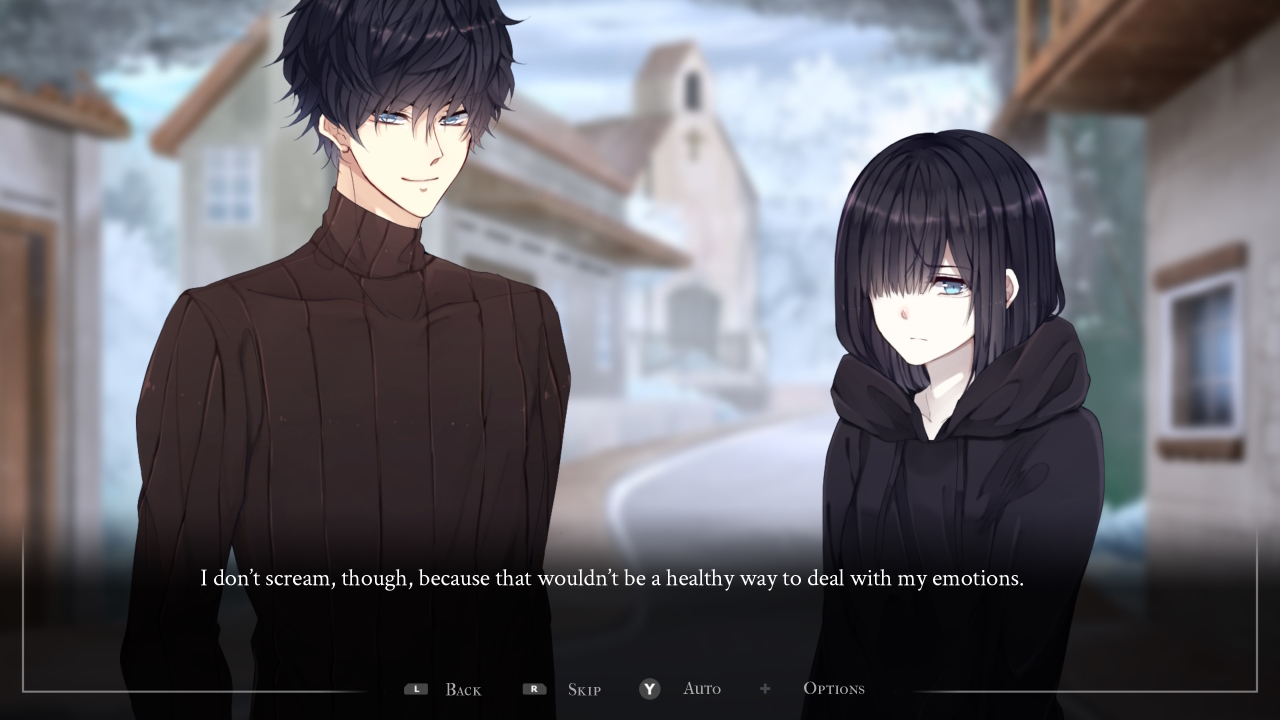 I don’t scream, though, because that wouldn’t be a healthy way to deal with my emotions.
L Back R Skip Y Auto + Options